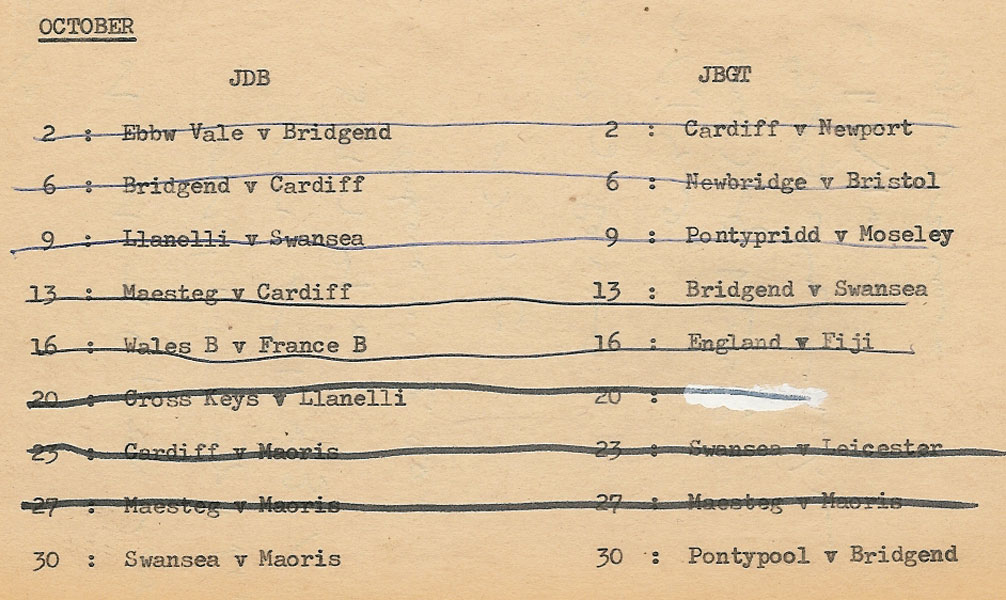 OCTOBER
JDB JBGT
2 : Ebbw Vale v Bridgend 2 : Cardiff v Newport
6 : Bridgend v Cardiff 6 : Newbridge v Bristol
9 : Llanelli v Swansea 9 : Pontypridd v Moseley
13 : Maesteg v Cardiff 13 : Bridgend v Swansea
16 : Wales B v France B 16 : England v Fiji
20 : Cross Keys v Llanelli 20 :
23 : Cardiff v Maoris 23 : Swansea v Leicester
27 : Maesteg v Maoris 27 : Maesteg v Maoris
30 : Swansea v Maoris 30 : Pontypool v Bridgend